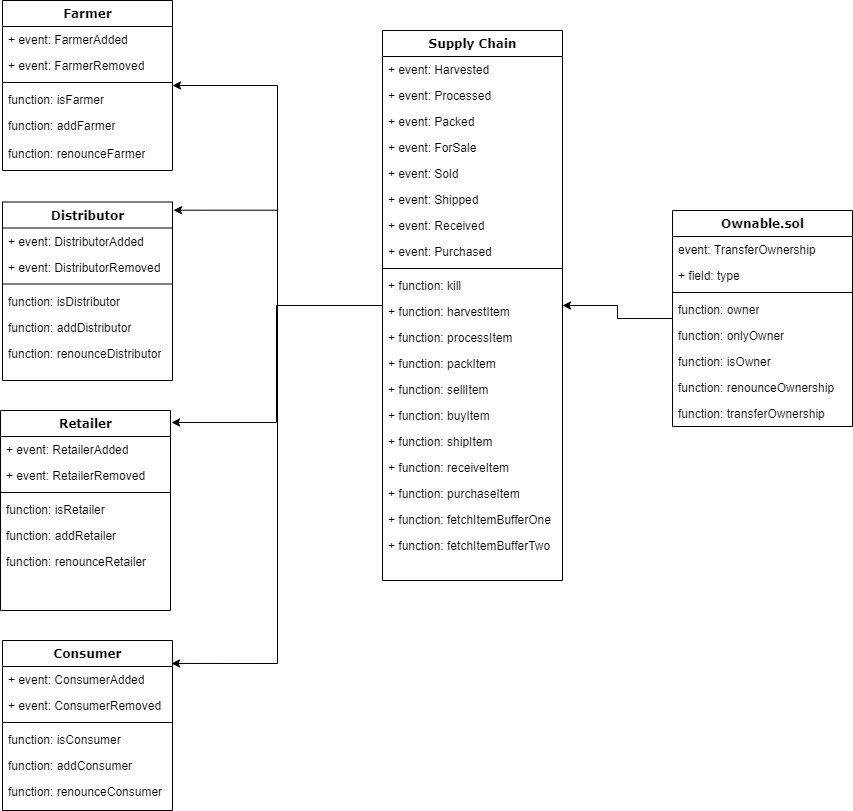 Farmer
+ event: FarmerAdded
+ event: FarmerRemoved
function: isFarmer
function: addFarmer
function: renounceFarmer
Distributor
+ event: DistributorAdded
+ event: DistributorRemoved
function: isDistributor
function: addDistributor
function: renounceDistributor
Retailer
+ event: RetailerAdded
+ event: RetailerRemoved
function: isRetailer
function: addRetailer
function: renounceRetailer
Consumer
+ event: ConsumerAdded
+ event: ConsumerRemoved
function: isConsumer
function: addConsumer
function: renounceConsumer
Supply Chain
+ event: Harvested
+ event: Processed
+ event: Packed
+ event: ForSale
+ event: Sold
+ event: Shipped
+ event: Received
+ event: Purchased
+ function: kill
+ function: harvestItem
+ function: processItem
+ function: packItem
+ function: sellItem
+ function: buyItem
+ function: shipItem
+ function: receiveItem
+ function: purchaseItem
+ function: fetchItemBufferOne
+ function: fetchItemBufferTwo
Ownable.sol
event: TransferOwnership
+ field: type
function: owner
function: onlyOwner
function: isOwner
function: renounceOwnership
function: transferOwnership